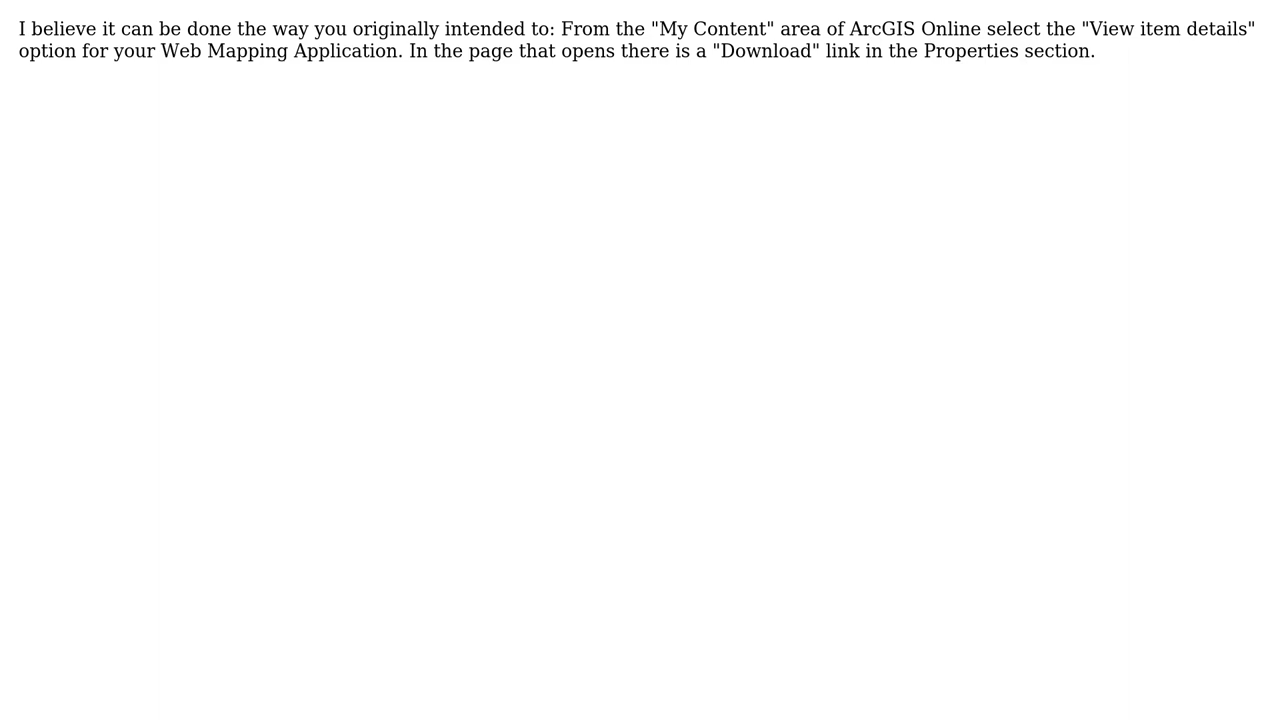 I believe it can be done the way you originally intended to: From the "My Content" area of ArcGIS Online select the "View item details"
option for your Web Mapping Application. In the page that opens there is a "Download" link in the Properties section.